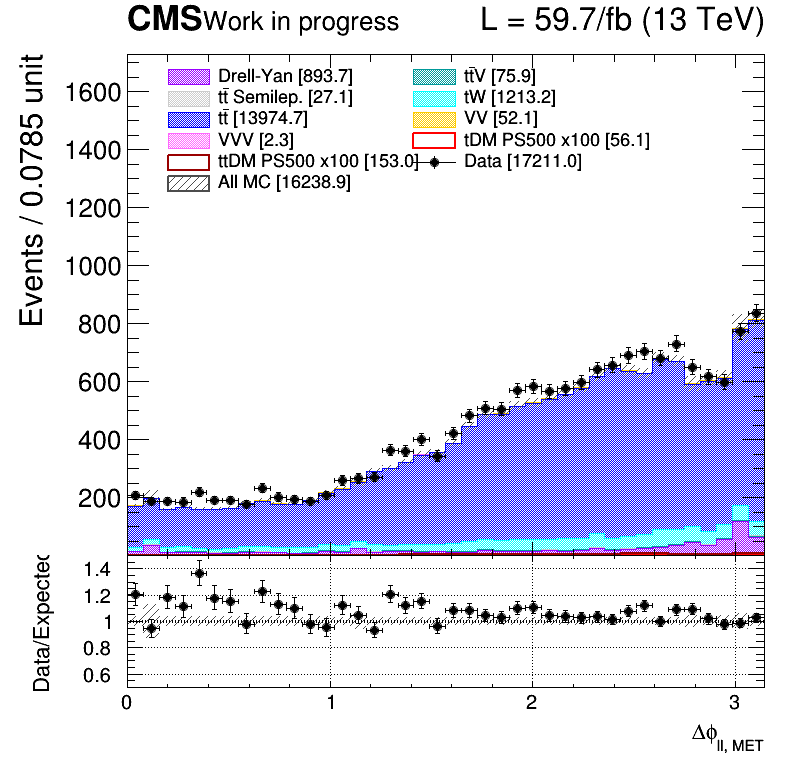 CMS Work in progress L = 59.7/fb (13 TeV)
Drell-Yan [893.7] tt̄V [75.9]
tt̄ Semilep. [27.1] tW [1213.2]
tt̄ [13974.7] VV [52.1]
VVV [2.3] tDM PS500 x100 [56.1]
ttDM PS500 x100 [153.0] Data [17211.0]
All MC [16238.9]
Events / 0.0785 unit
1600
1400
1200
1000
800
600
400
200
Data/Expected
1.4
1.2
1
0.8
0.6
0 1 2 3
Δϕll, MET